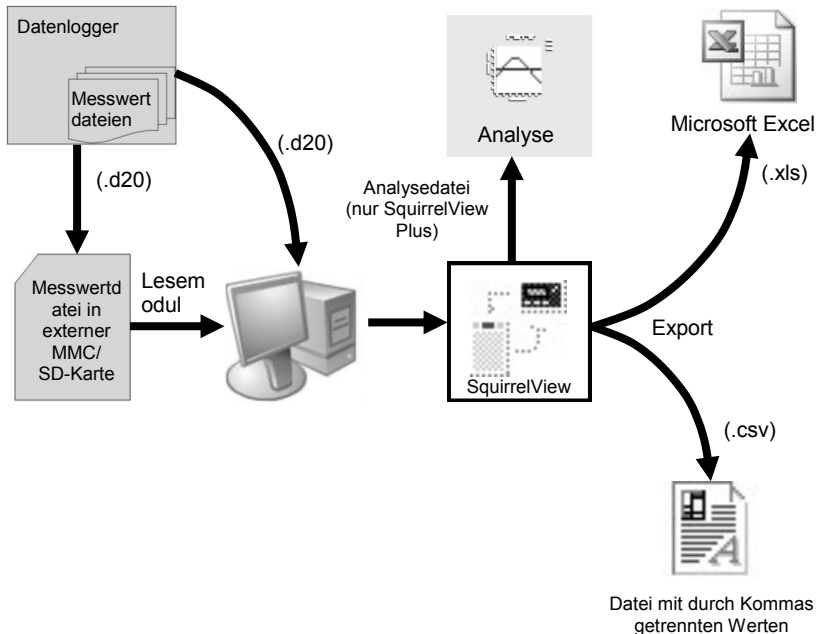 Datenlogger
Messwert
dateien
(.d20)
(.d20)
Messwertd
atei in
externer
MMC/
SD-Karte
Lesem
odul
Analyse
Analysedatei
(nur SquirrelView
Plus)
SquirrelView
Microsoft Excel
(.xls)
Export
(.csv)
Datei mit durch Kommas
getrennten Werten